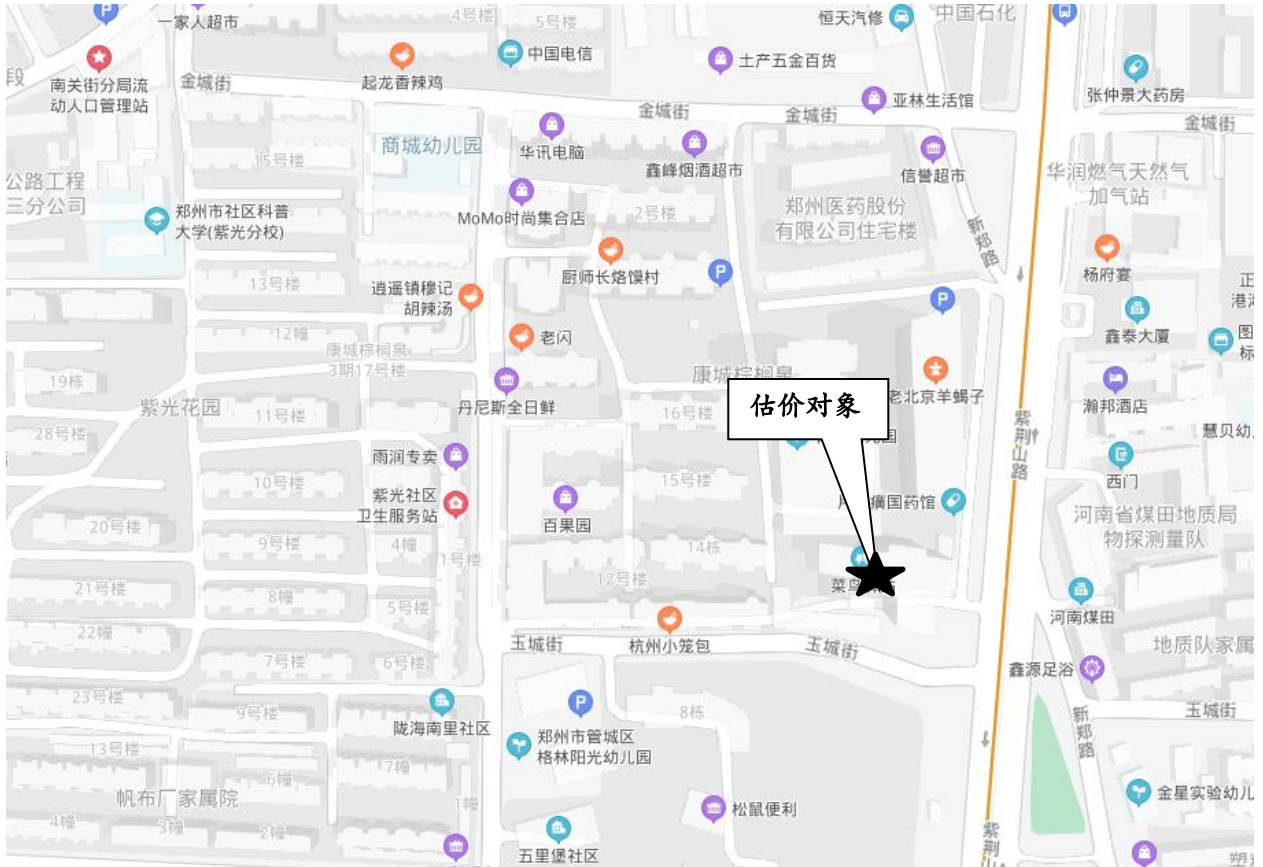 一家人超市
4号楼
5号楼
恒天汽修
中国石化
段
南关街分局流
动人口管理站
起龙香辣鸡
中国电信
土产五金百货
张仲景大药房
金城街
金城街
亚林生活馆
金城街
金城街
商城幼儿园
15号楼
华讯电脑
鑫峰烟酒超市
信誉超市
华润燃气天然气
加气站
公路工程
三分公司
郑州市社区科普
大学(紫光分校)
MoMo时尚集合店
2号楼
郑州医药股份
有限公司住宅楼
新郑路
13号楼
厨师长烙馍村
P
杨府宴
逍遥镇穆记
胡辣汤
P
鑫泰大厦
12幢
老闪
康城棕榈泉
3期17号楼
19栋
康城棕榈泉
老北京羊蝎子
瀚邦酒店
紫光花园
11号楼
丹尼斯全日鲜
16号楼
估价对象
28号楼
紫荆山路
慧贝幼
雨润专卖
西门
10号楼
15号楼
紫光社区
卫生服务站
百果园
河南省煤田地质局
物探测量队
20号楼
9号楼
4幢
1号楼
14栋
12号楼
21号楼
8幢
5号楼
河南煤田
22幢
7号楼
6号楼
玉城街
杭州小笼包
玉城街
地质队家属
鑫源足浴
23号楼
9号楼
陇海南里社区
P
8栋
新郑路
玉城街
郑州市管城区
格林阳光幼儿园
13号楼
6幢
7幢
帆布厂家属院
1幢
松鼠便利
金星实验幼儿
4幢
3幢
2幢
五里堡社区
紫荆山